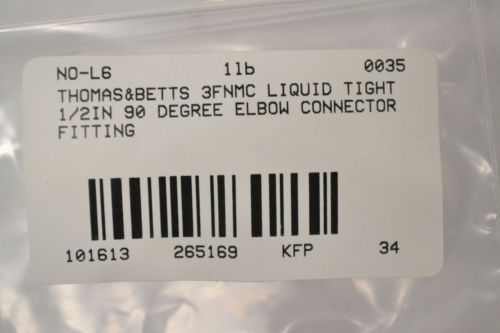 NO-L6 1lb 0035
THOMAS&BETTS 3FNMC LIQUID TIGHT
1/2IN 90 DEGREE ELBOW CONNECTOR
FITTING
101613 265169 KFP 34